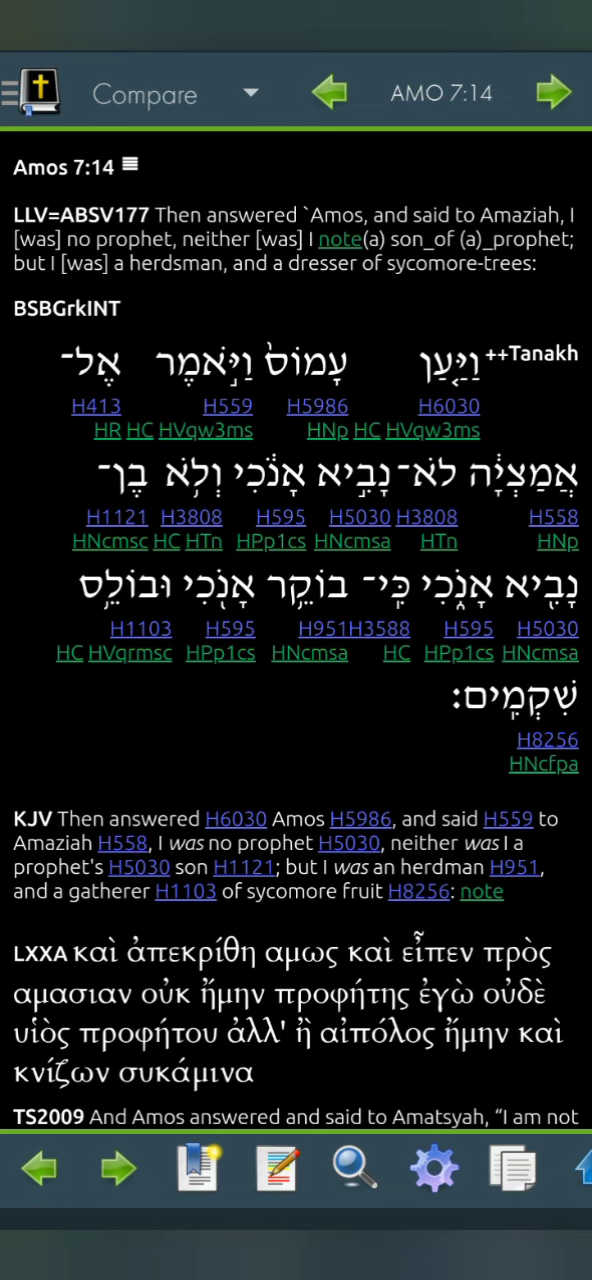 Compare
AMO 7:14
Amos 7:14
LLV=ABSV177 Then answered `Amos, and said to Amaziah, I
[was] no prophet, neither [was] I note(a) son_of (a)_prophet;
but I [was] a herdsman, and a dresser of sycomore-trees:
BSBGrkINT
++Tanakh וַיַּ֤עַן עָמוֹס֙ וַיֹּ֣אמֶר אֶל־
H6030 H5986 H559 H413
HR HC HVqw3ms HNp HC HVqw3ms
אֲמַצְיָ֔ה לֹא־ נָבִ֣יא אָנֹ֔כִי וְלֹ֥א בֶן־
H1121 H3808 H595 H5030 H3808 H558
HNcmsc HC HTn HPp1cs HNcmsa HTn HNp
נָבִ֖יא אָנֹ֑כִי כִּֽי־ בוֹקֵ֥ר אָנֹ֖כִי וּבוֹלֵ֥ס
H1103 H595 H951 H3588 H595 H5030
HC HVqrmsc HPp1cs HNcmsa HC HPp1cs HNcmsa
שִׁקְמִֽים׃
H8256
HNcfpa
KJV Then answered H6030 Amos H5986, and said H559 to
Amaziah H558, I was no prophet H5030, neither was I a
prophet's H5030 son H1121; but I was an herdman H951,
and a gatherer H1103 of sycomore fruit H8256: note
LXXA καὶ ἀπεκρίθη αμως καὶ εἶπεν πρὸς
αμασιαν οὐκ ἤμην προφήτης ἐγὼ οὐδὲ
υἱὸς προφήτου ἀλλ' ἢ αἰπόλος ἤμην καὶ
κνίζων συκάμινα
TS2009 And Amos answered and said to Amatsyah, “I am not